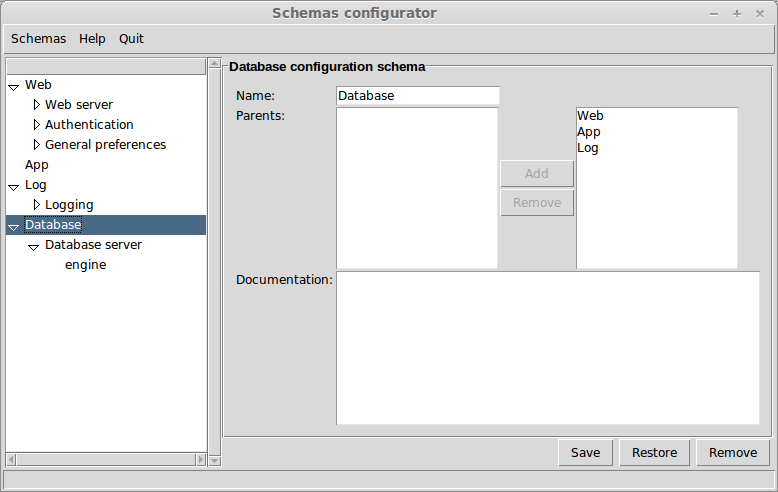 Schemas configurator
Schemas Help Quit
Web
Web server
Authentication
General preferences
App
Log
Logging
Database
Database server
engine
Database configuration schema
Name: Database
Parents:
Web
App
Log
Add
Remove
Documentation:
Save Restore Remove